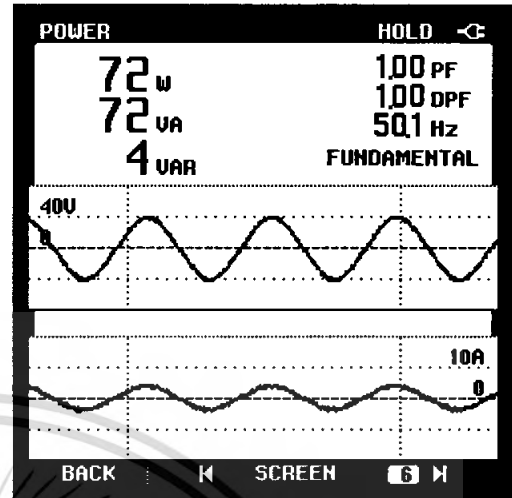 POWER HOLD
72 W 1.00 PF
72 VA 1.00 DPF
4 VAR 50.1 Hz
FUNDAMENTAL
40V
0
10A
0
BACK SCREEN 6